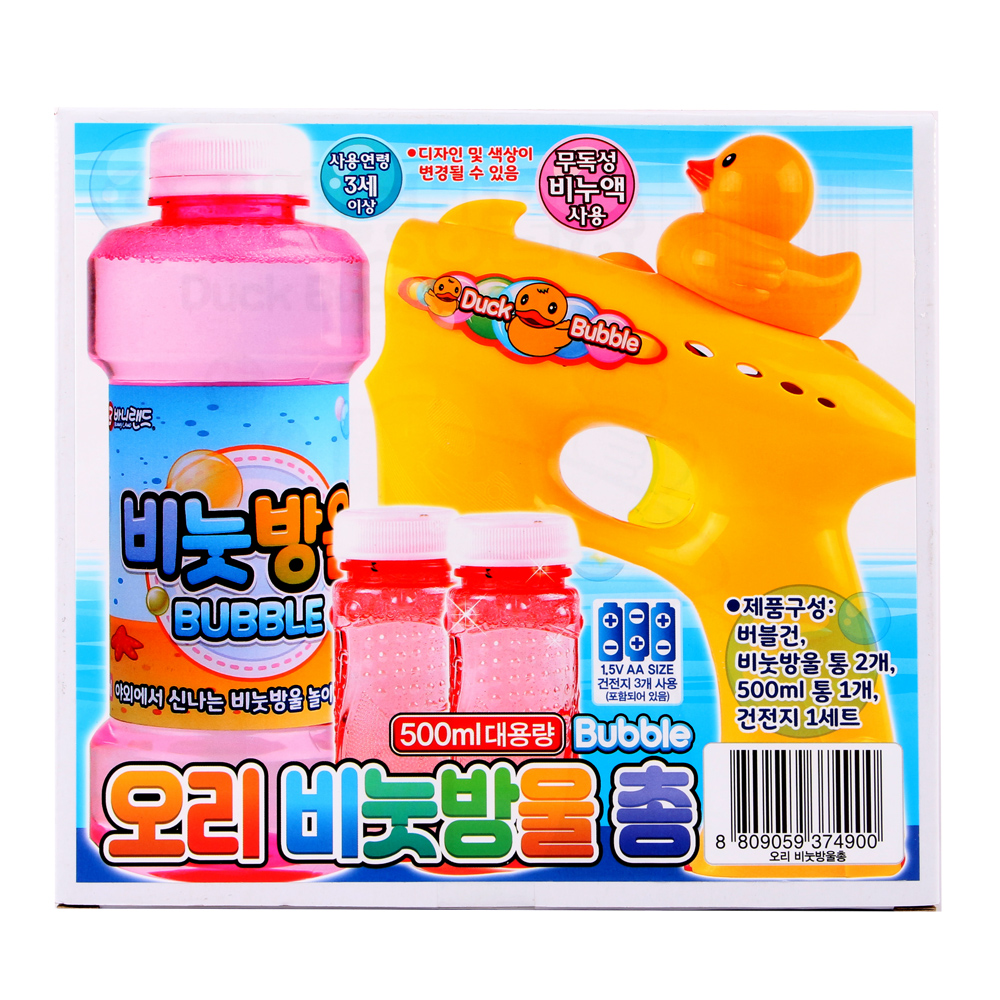 사용연령
3세
이상
•디자인 및 색상이
변경될 수 있음
무독성
비누액
사용
Duck Bubble
바니랜드
비눗방울
BUBBLE
야외에서 신나는 비눗방울 놀이
1.5V AA SIZE
건전지 3개 사용
(포함되어 있음)
•제품구성:
버블건,
비눗방울 통 2개,
500ml 통 1개,
건전지 1세트
500ml 대용량
Bubble
오리 비눗방울 총
8 809059 374900
오리 비눗방울총